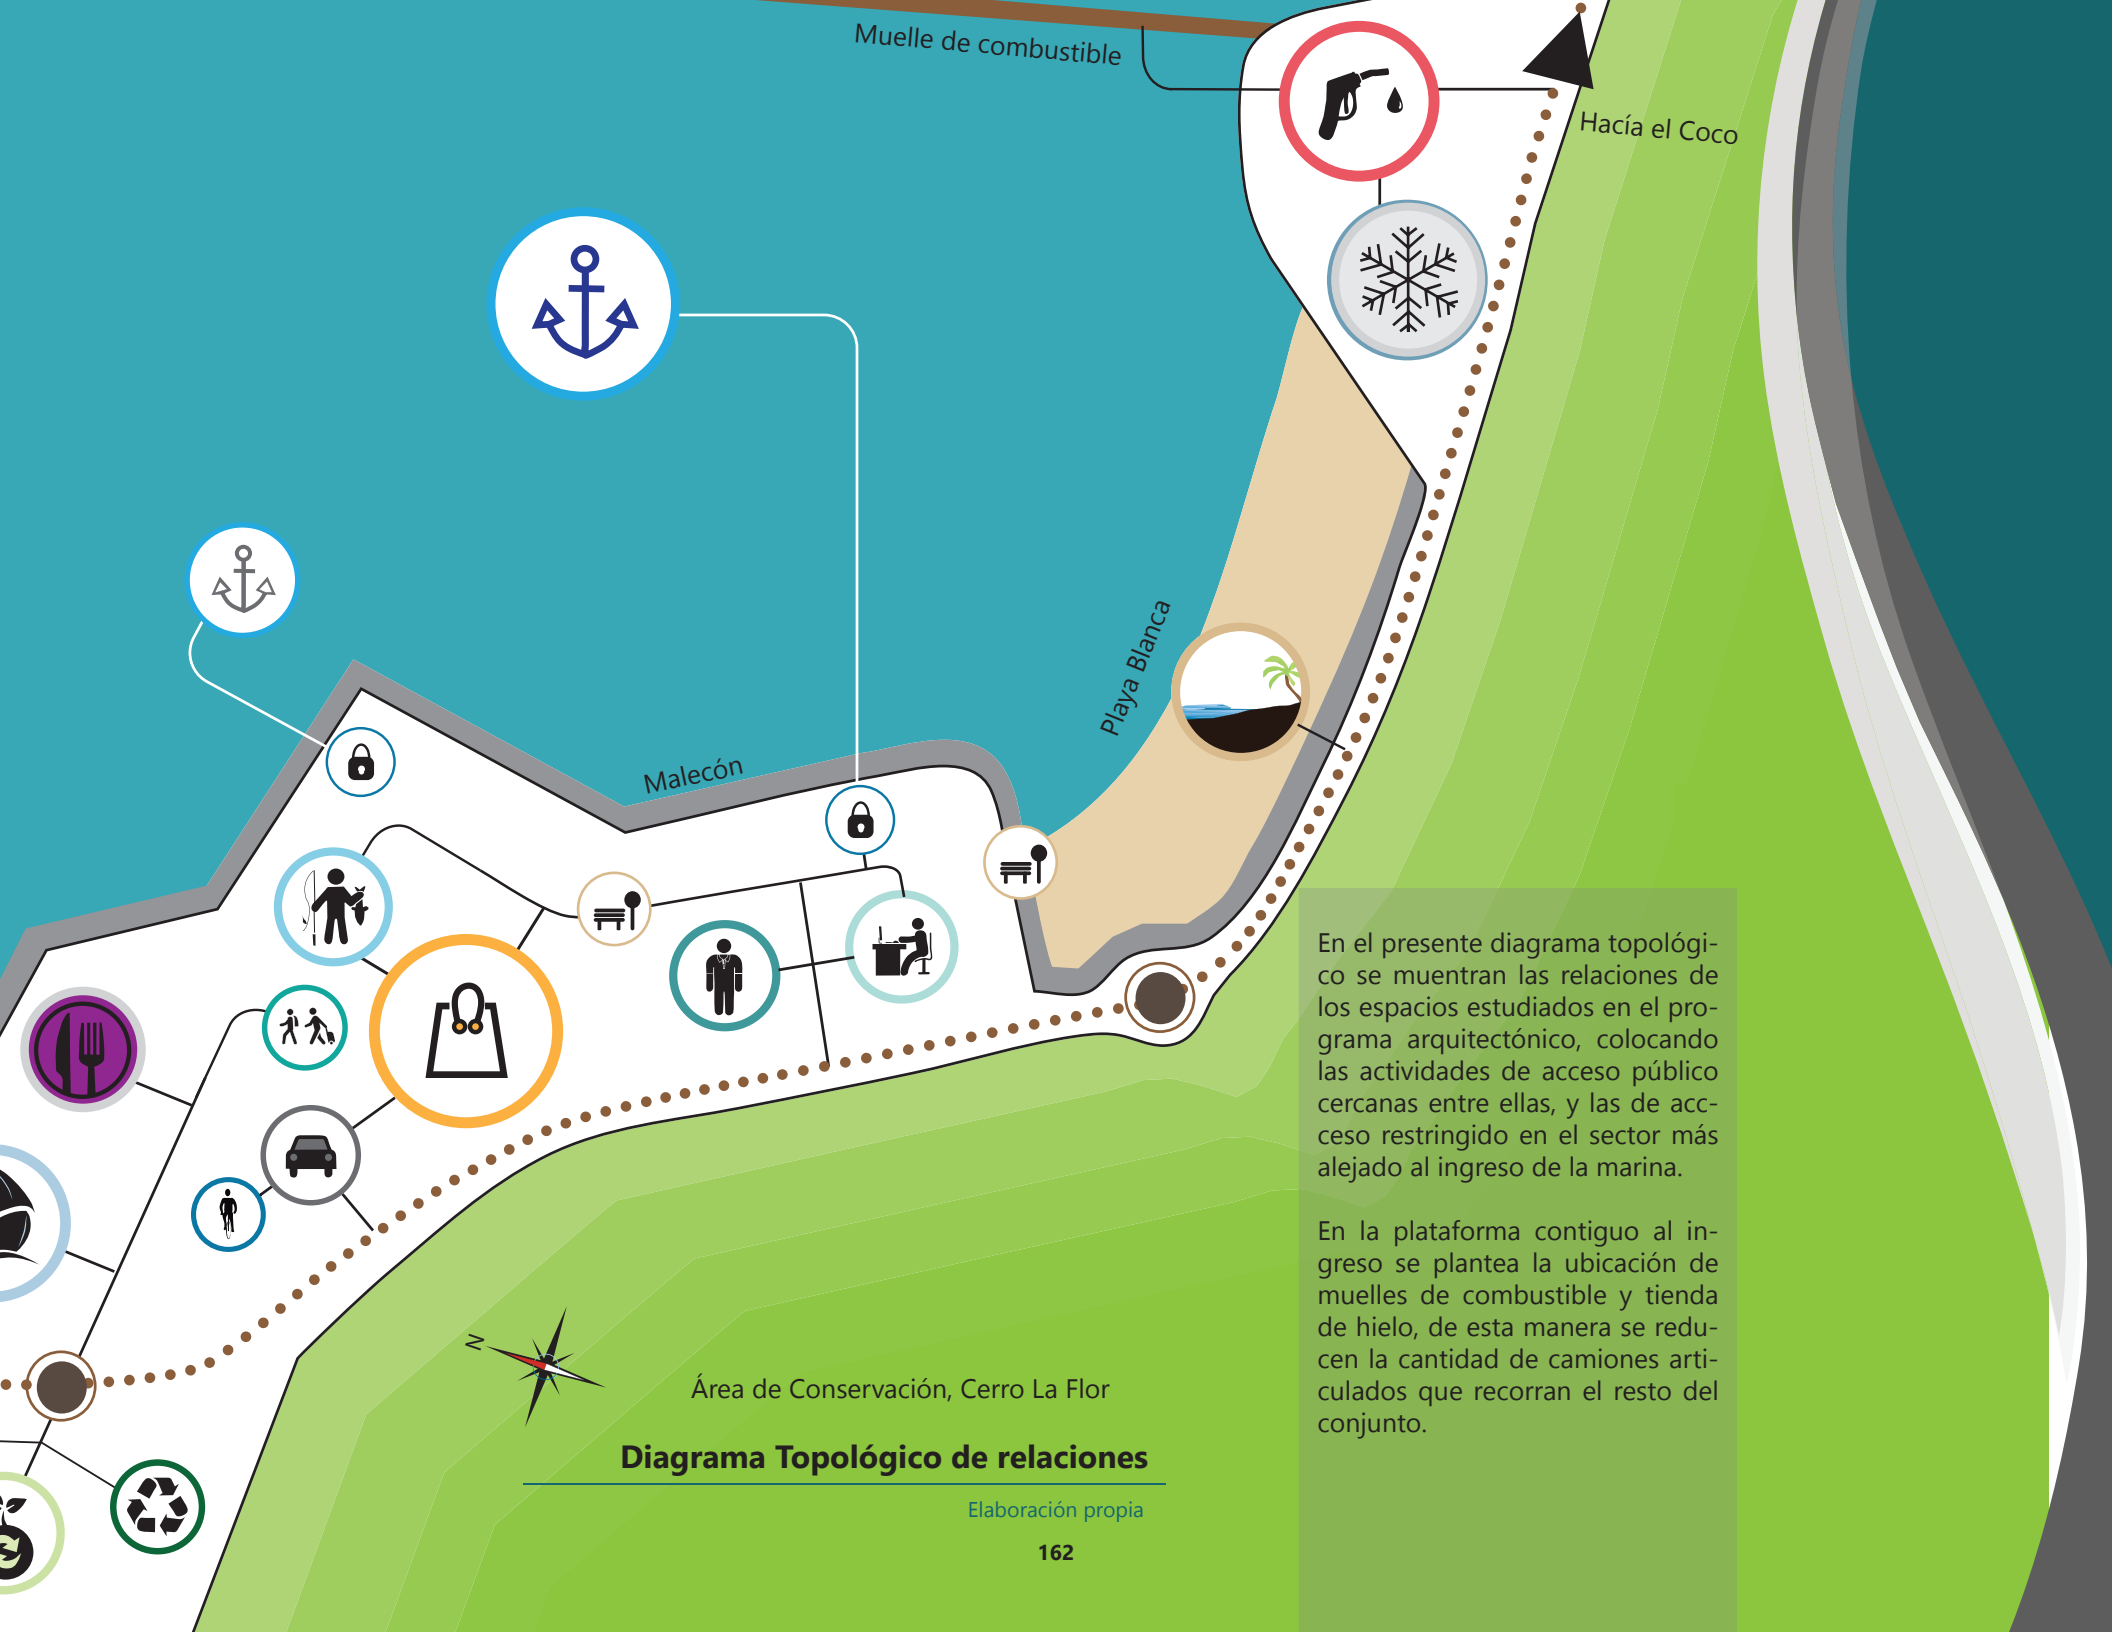 Muelle de combustible
Hacía el Coco
Playa Blanca
Malecón
En el presente diagrama topológi-
co se muentran las relaciones de
los espacios estudiados en el pro-
grama arquitectónico, colocando
las actividades de acceso público
cercanas entre ellas, y las de acc-
ceso restringido en el sector más
alejado al ingreso de la marina.
En la plataforma contiguo al in-
greso se plantea la ubicación de
muelles de combustible y tienda
de hielo, de esta manera se redu-
cen la cantidad de camiones arti-
culados que recorran el resto del
conjunto.
N
Área de Conservación, Cerro La Flor
Diagrama Topológico de relaciones
Elaboración propia
162